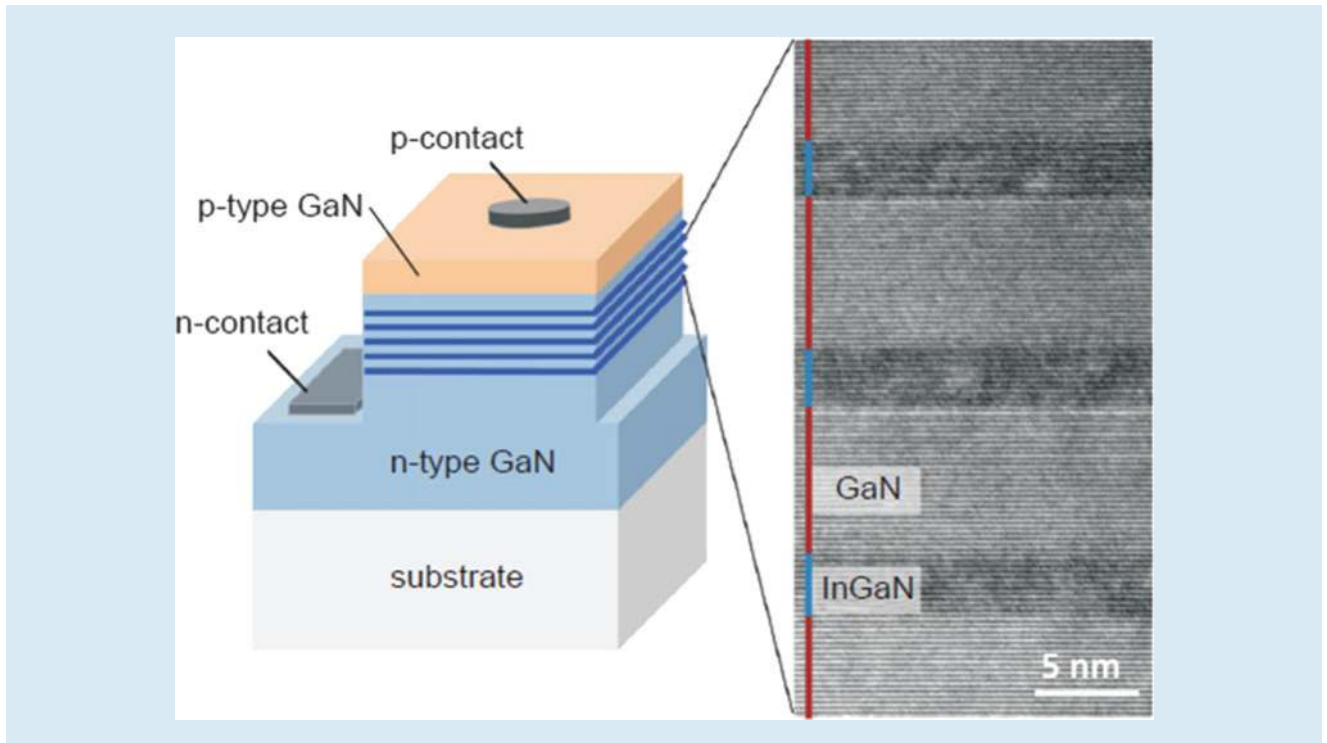 p-contact
p-type GaN
n-contact
n-type GaN
substrate
GaN
InGaN
5 nm